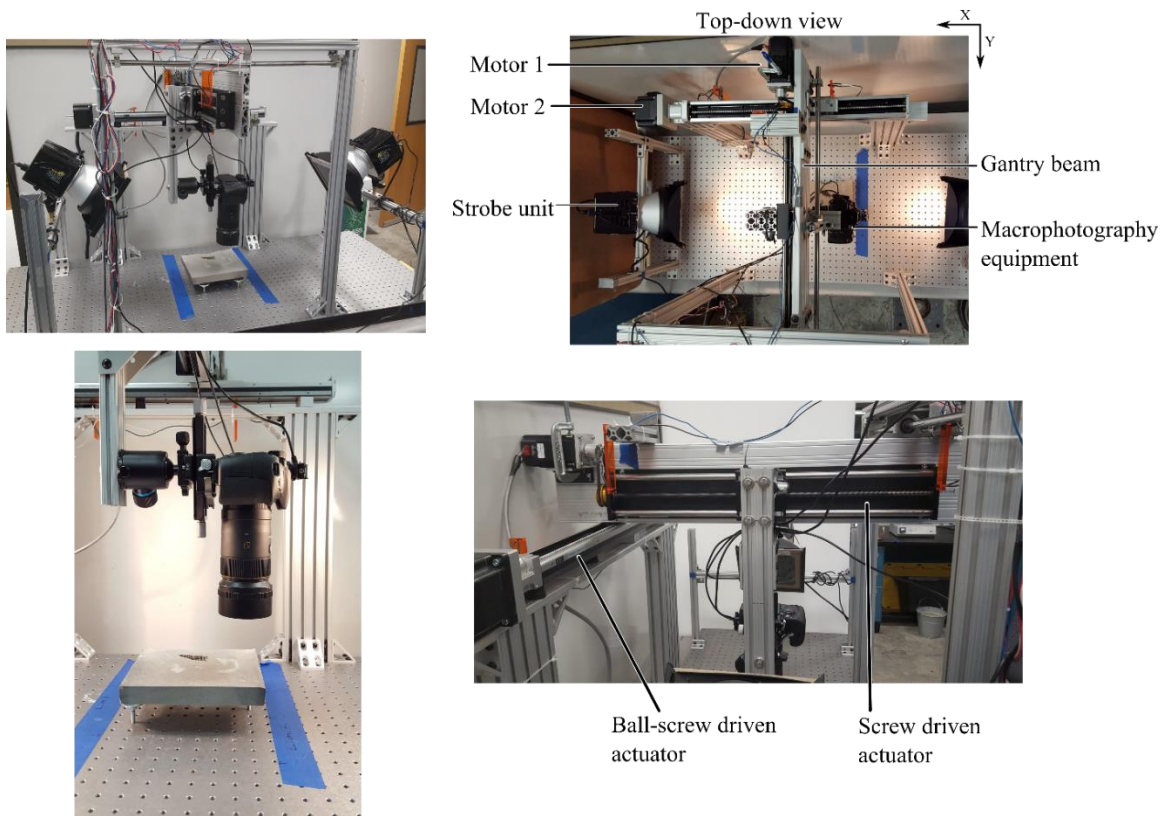 Top-down view
X
Y
Motor 1
Motor 2
Strobe unit
Gantry beam
Macrophotography
equipment
Ball-screw driven
actuator
Screw driven
actuator